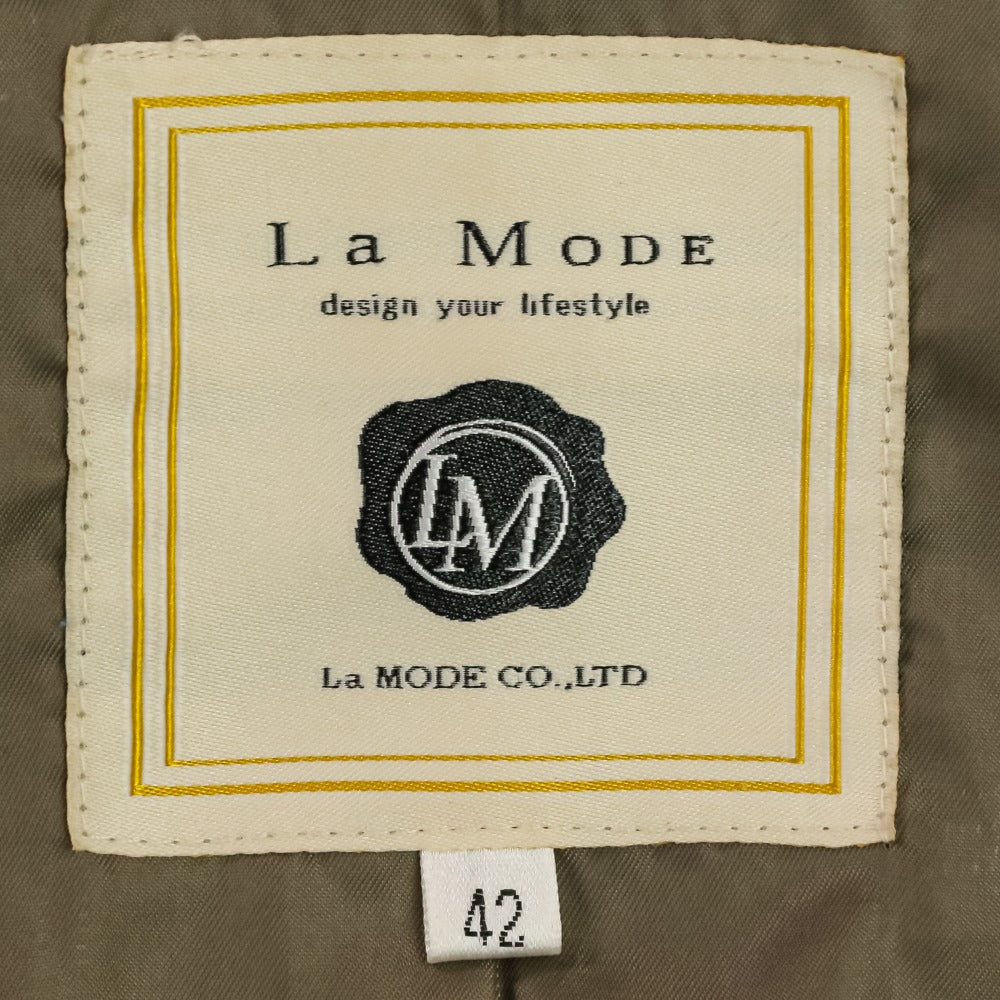 La MODE
design your lifestyle
LM
La MODE CO.,LTD
42